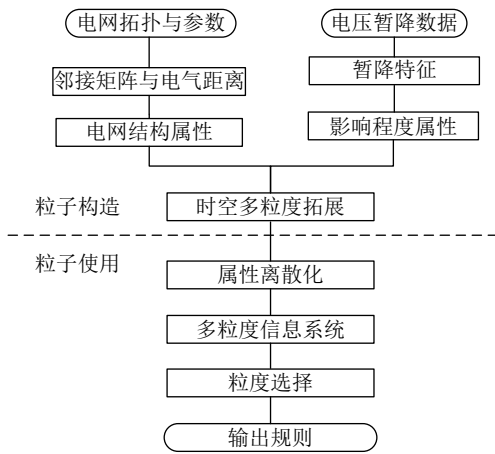 电网拓扑与参数
电压暂降数据
邻接矩阵与电气距离
暂降特征
电网结构属性
影响程度属性
粒子构造
时空多粒度拓展
粒子使用
属性离散化
多粒度信息系统
粒度选择
输出规则